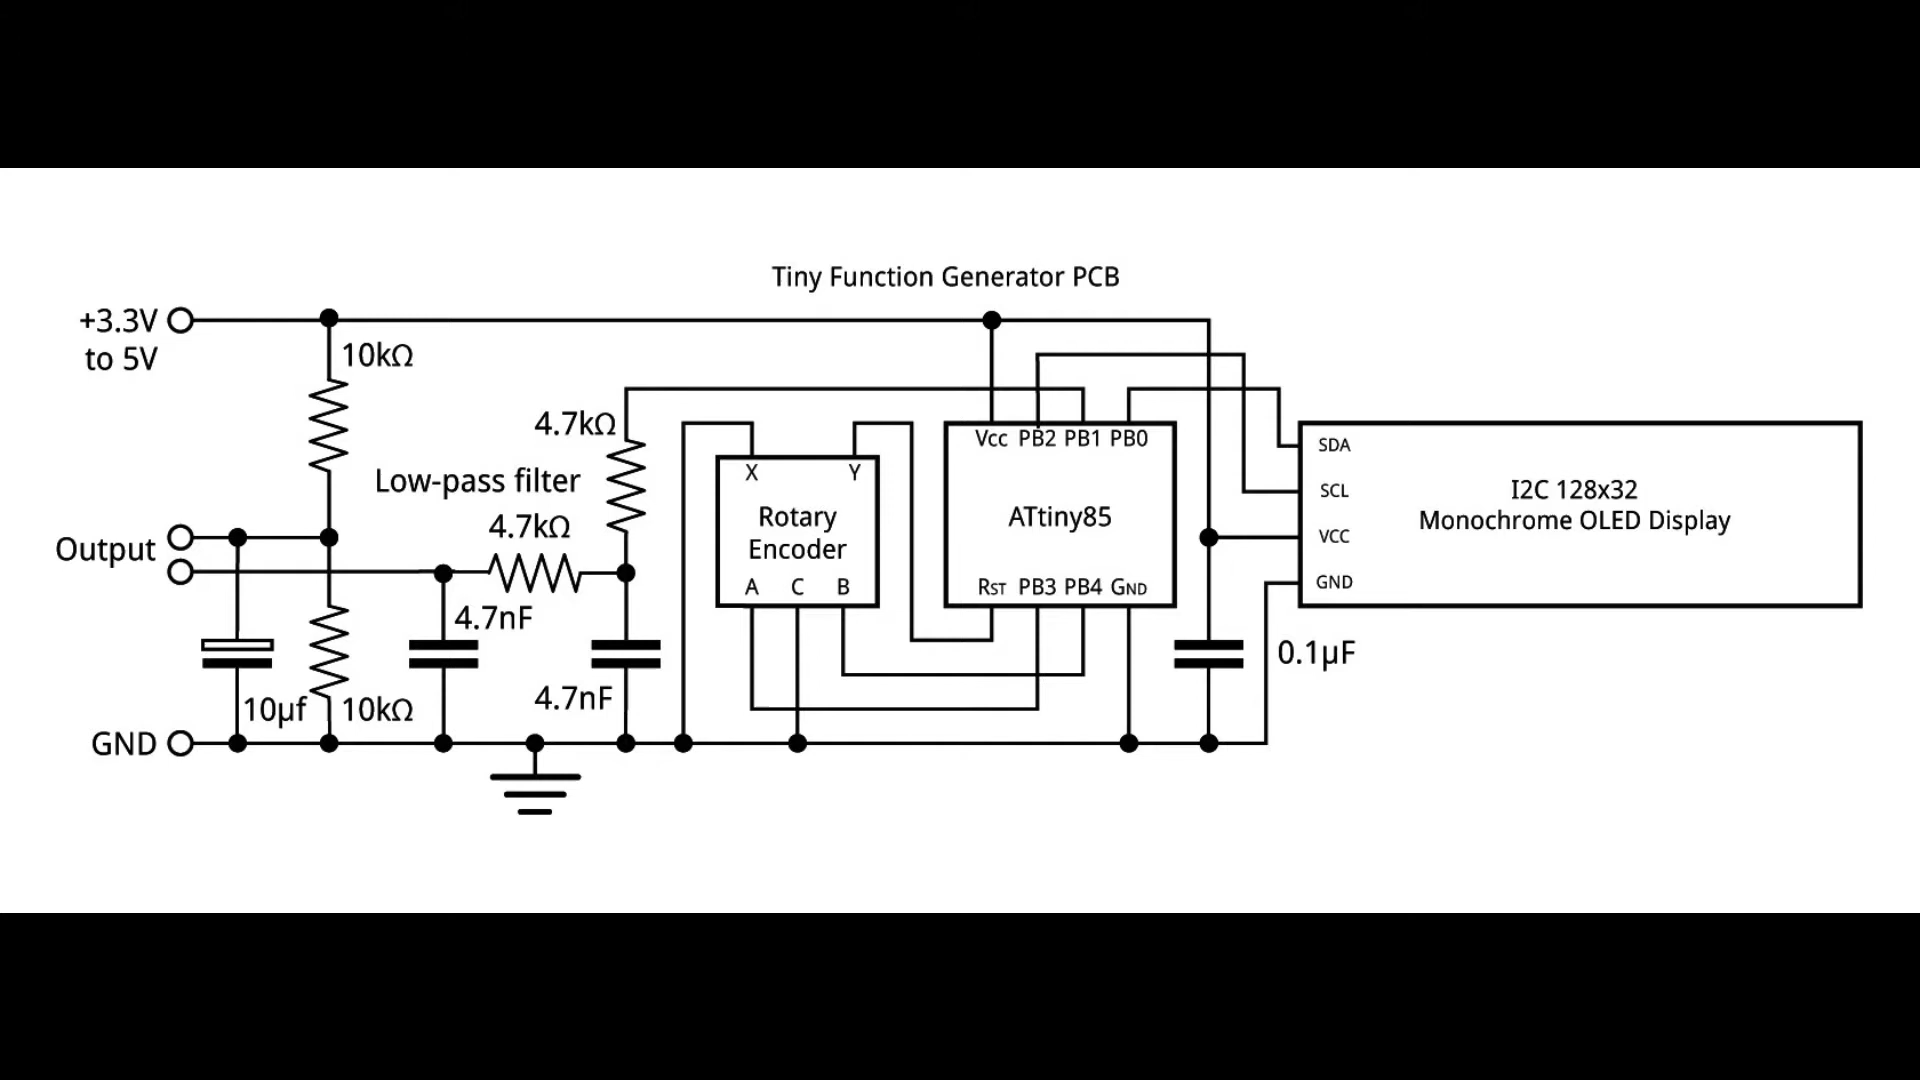 Tiny Function Generator PCB
+3.3V
to 5V
10kΩ
4.7kΩ
Low-pass filter
4.7kΩ
Output
4.7nF
10µf
10kΩ
4.7nF
GND
X Y
Rotary
Encoder
A C B
Vcc PB2 PB1 PB0
ATtiny85
RST PB3 PB4 GND
0.1µF
SDA
SCL
VCC
GND
I2C 128x32
Monochrome OLED Display